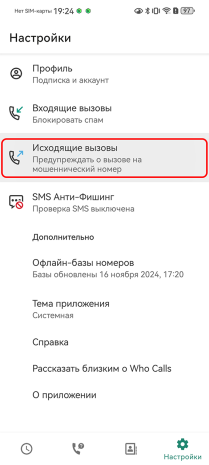 Нет SIM-карты 19:24 97
Настройки
Профиль
Подписка и аккаунт
Входящие вызовы
Блокировать спам
Исходящие вызовы
Предупреждать о вызове на
мошеннический номер
SMS Анти-Фишинг
Проверка SMS выключена
Дополнительно
Офлайн-базы номеров
Базы обновлены 16 ноября 2024, 17:20
Тема приложения
Системная
Справка
Рассказать близким о Who Calls
О приложении
Настройки